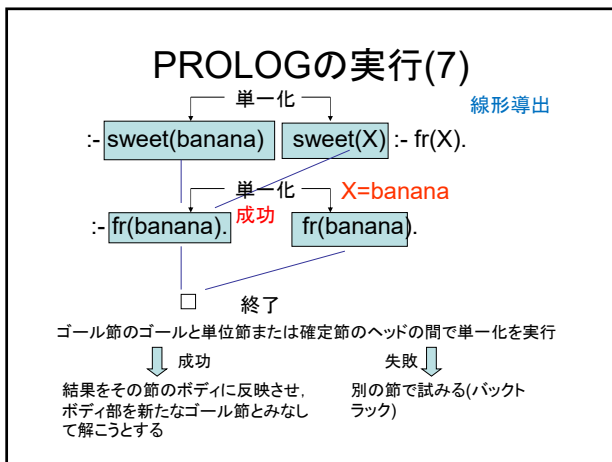 PROLOGの実行(7)
単一化
線形導出
:- sweet(banana) sweet(X) :- fr(X).
単一化 X=banana
成功
:- fr(banana). fr(banana).
□ 終了
ゴール節のゴールと単位節または確定節のヘッドの間で単一化を実行
成功 失敗
結果をその節のボディに反映させ, 別の節で試みる(バックト
ボディ部を新たなゴール節とみなし ラック)
て解こうとする